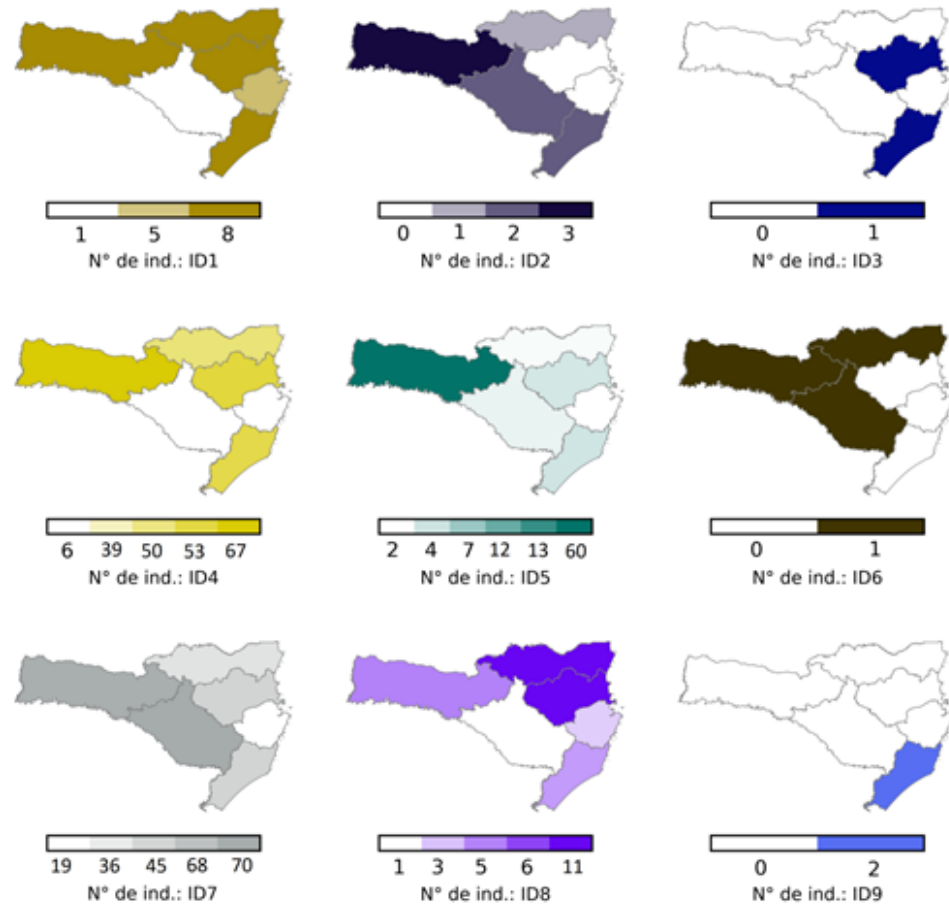 1 5 8
N° de ind.: ID1
0 1 2 3
N° de ind.: ID2
0 1
N° de ind.: ID3
6 39 50 53 67
N° de ind.: ID4
2 4 7 12 13 60
N° de ind.: ID5
0 1
N° de ind.: ID6
19 36 45 68 70
N° de ind.: ID7
1 3 5 6 11
N° de ind.: ID8
0 2
N° de ind.: ID9